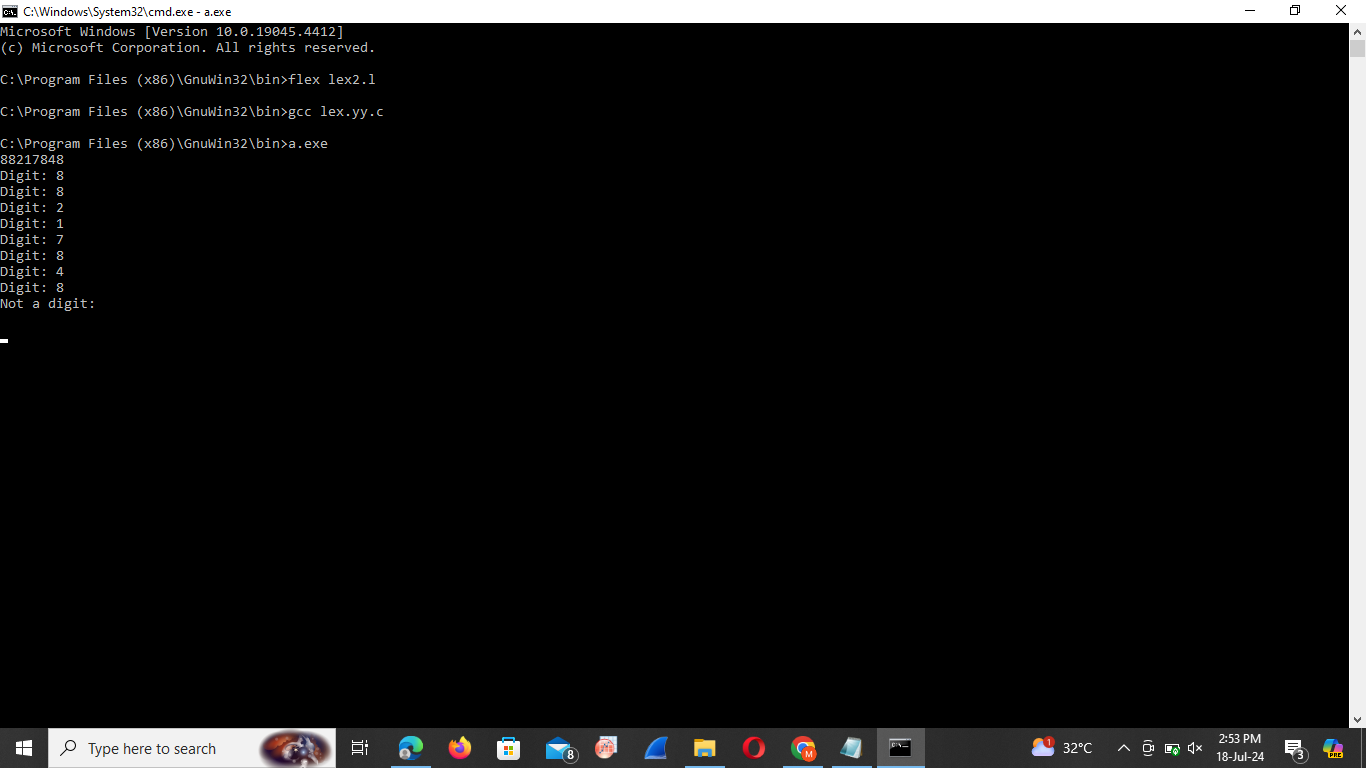 C:\Windows\System32\cmd.exe - a.exe
Microsoft Windows [Version 10.0.19045.4412]
(c) Microsoft Corporation. All rights reserved.
C:\Program Files (x86)\GnuWin32\bin>flex lex2.l
C:\Program Files (x86)\GnuWin32\bin>gcc lex.yy.c
C:\Program Files (x86)\GnuWin32\bin>a.exe
88217848
Digit: 8
Digit: 8
Digit: 2
Digit: 1
Digit: 7
Digit: 8
Digit: 4
Digit: 8
Not a digit:
Type here to search
8
M
1
32°C
2:53 PM
18-Jul-24
3
PRE